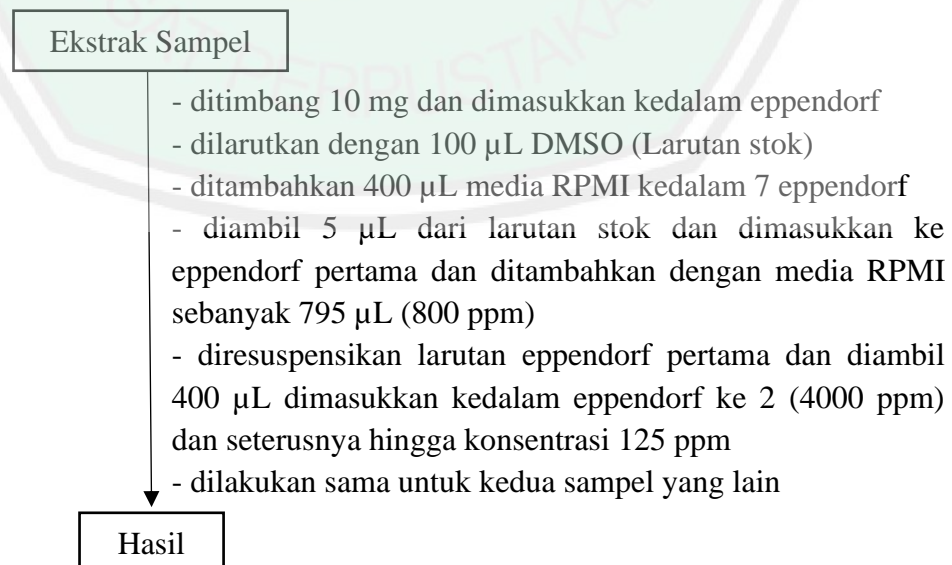 SAT PERPUSTAKA
Ekstrak Sampel
- ditimbang 10 mg dan dimasukkan kedalam eppendorf
- dilarutkan dengan 100 µL DMSO (Larutan stok)
- ditambahkan 400 µL media RPMI kedalam 7 eppendorf
- diambil 5 µL dari larutan stok dan dimasukkan ke
eppendorf pertama dan ditambahkan dengan media RPMI
sebanyak 795 µL (800 ppm)
- diresuspensikan larutan eppendorf pertama dan diambil
400 µL dimasukkan kedalam eppendorf ke 2 (4000 ppm)
dan seterusnya hingga konsentrasi 125 ppm
- dilakukan sama untuk kedua sampel yang lain
Hasil